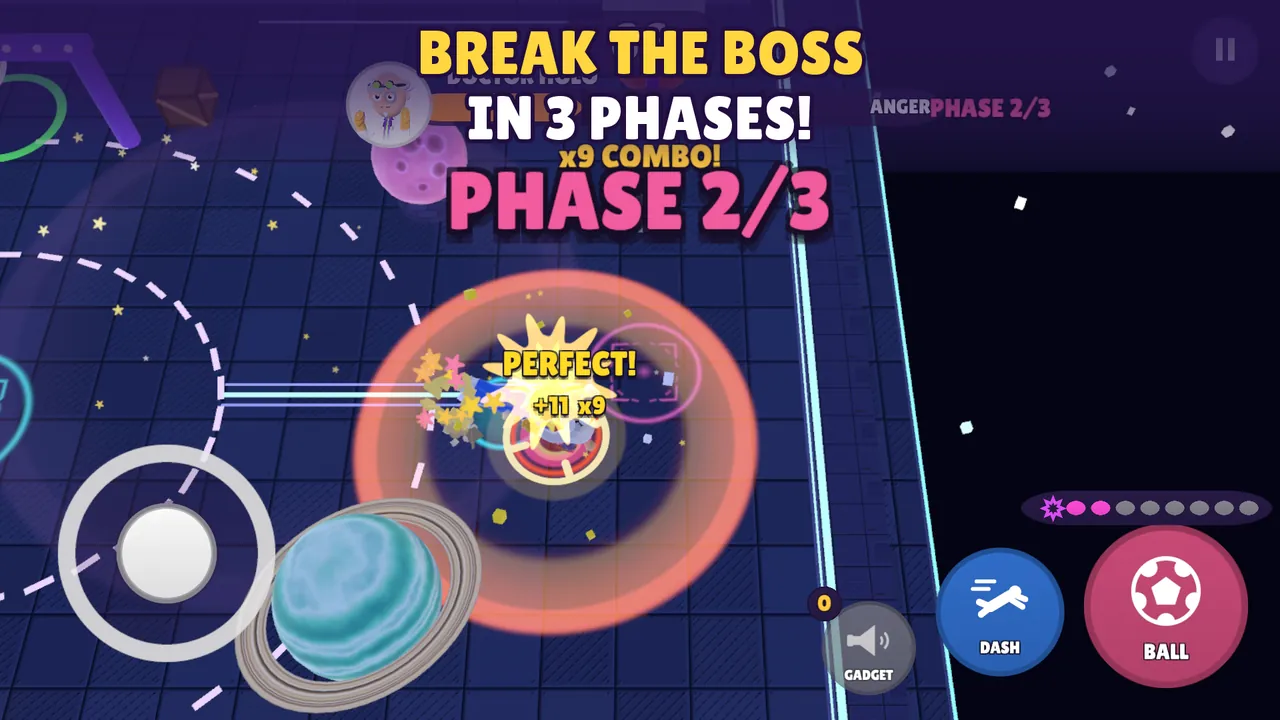 BREAK THE BOSS
IN 3 PHASES!
ANGER
PHASE 2/3
x9 COMBO!
PHASE 2/3
PERFECT!
+11 x9
0
GADGET
DASH
BALL